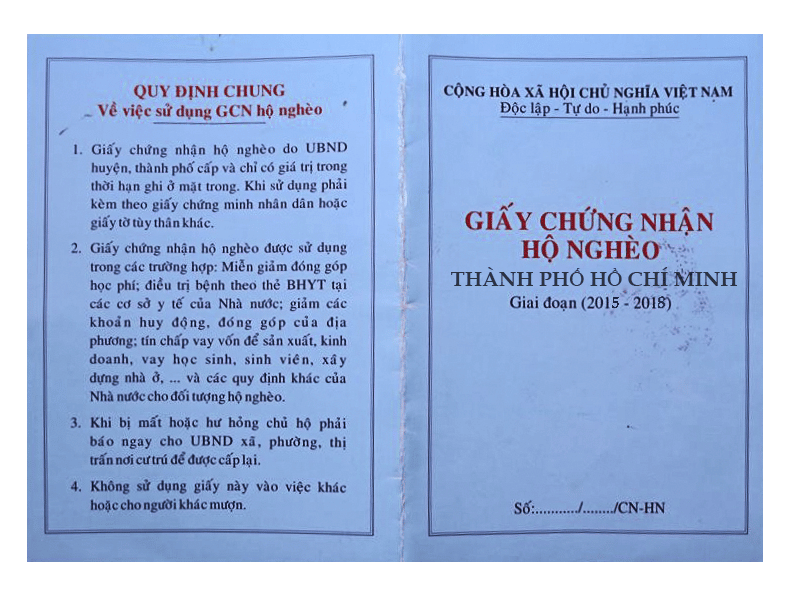 QUY ĐỊNH CHUNG
Về việc sử dụng GCN hộ nghèo
1. Giấy chứng nhận hộ nghèo do UBND
huyện, thành phố cấp và chỉ có giá trị trong
thời hạn ghi ở mặt trong. Khi sử dụng phải
kèm theo giấy chứng minh nhân dân hoặc
giấy tờ tùy thân khác.
2. Giấy chứng nhận hộ nghèo được sử dụng
trong các trường hợp: Miễn giảm đóng góp
học phí; điều trị bệnh theo thẻ BHYT tại
các cơ sở y tế của Nhà nước; giảm các
khoản huy động, đóng góp của địa
phương; tín chấp vay vốn để sản xuất, kinh
doanh, vay học sinh, sinh viên, xây
dựng nhà ở, ... và các quy định khác của
Nhà nước cho đối tượng hộ nghèo.
3. Khi bị mất hoặc hư hỏng chủ hộ phải
báo ngay cho UBND xã, phường, thị
trấn nơi cư trú để được cấp lại.
4. Không sử dụng giấy này vào việc khác
hoặc cho người khác mượn.
CỘNG HÒA XÃ HỘI CHỦ NGHĨA VIỆT NAM
Độc lập - Tự do - Hạnh phúc
GIẤY CHỨNG NHẬN
HỘ NGHÈO
THÀNH PHỐ HỒ CHÍ MINH
Giai đoạn (2015 - 2018)
Số:.........../......../CN-HN